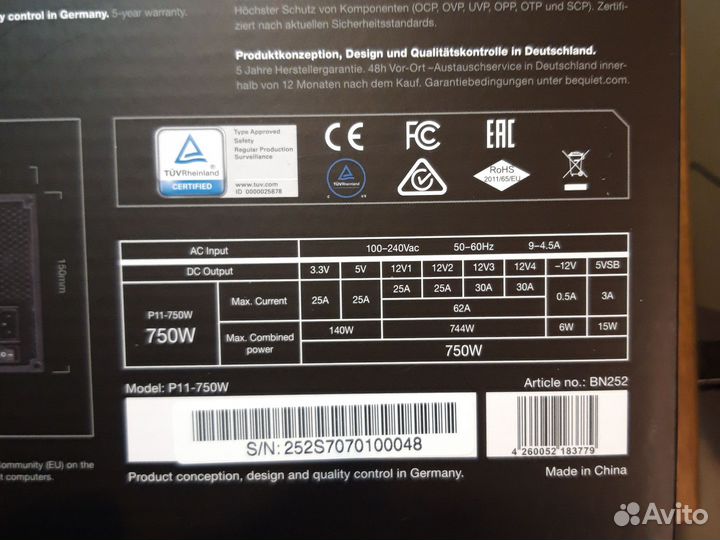 y control in Germany. 5-year warranty.
Höchster Schutz von Komponenten (OCP, OVP, UVP, OPP, OTP und SCP). Zertifi-
ziert nach aktuellen Sicherheitsstandards.
Produktkonzeption, Design und Qualitätskontrolle in Deutschland.
5 Jahre Herstellergarantie. 48h Vor-Ort –Austauschservice in Deutschland inner-
halb von 12 Monaten nach dem Kauf. Garantiebedingungen unter bequiet.com.
TÜVRheinland
CERTIFIED
Type Approved
Safety
Regular Production
Surveillance
www.tuv.com
ID 0000025878
CE
FC
EAC
TÜVRheinland
RoHS
2011/65/EU
150mm
AC Input 100–240Vac 50–60Hz 9–4.5A
DC Output 3.3V 5V 12V1 12V2 12V3 12V4 –12V 5VSB
P11-750W
750W
Max. Current 25A 25A 25A 25A 30A 30A 0.5A 3A
62A
Max. Combined power 140W 744W 6W 15W
750W
Model: P11-750W
Article no.: BN252
S/N: 252S7070100048
4 260052 183779
ommunity (EU) on the
t computers.
Product conception, design and quality control in Germany.
Made in China
Avito